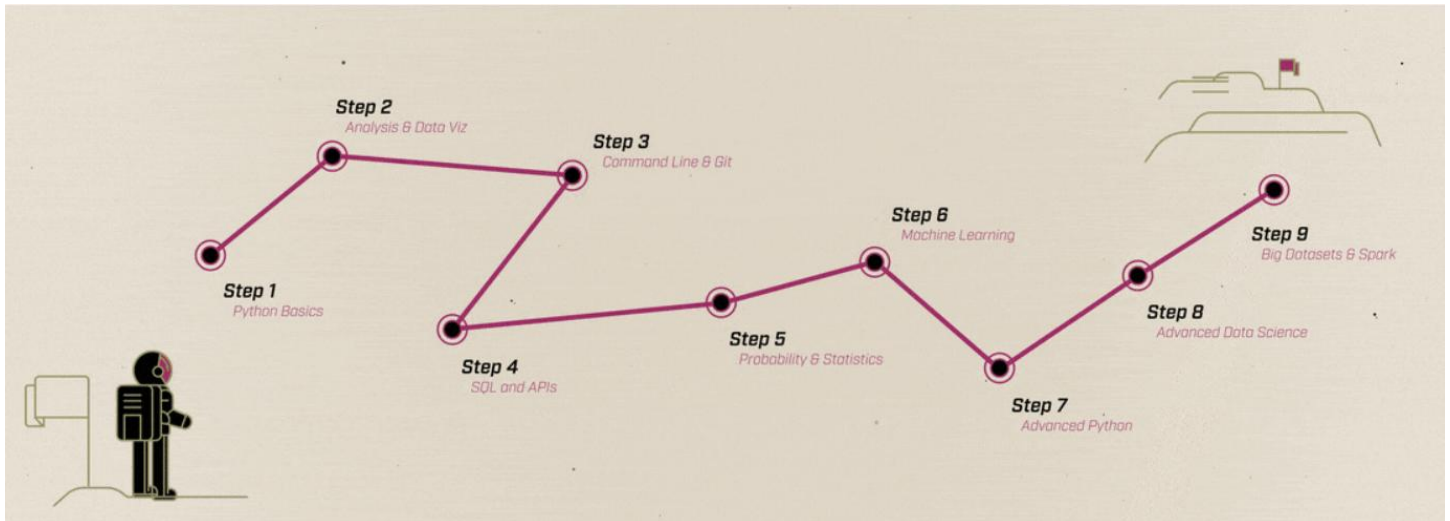 Step 1
Python Basics
Step 2
Analysis & Data Viz
Step 3
Command Line & Git
Step 4
SQL and APIs
Step 5
Probability & Statistics
Step 6
Machine Learning
Step 7
Advanced Python
Step 8
Advanced Data Science
Step 9
Big Datasets & Spark